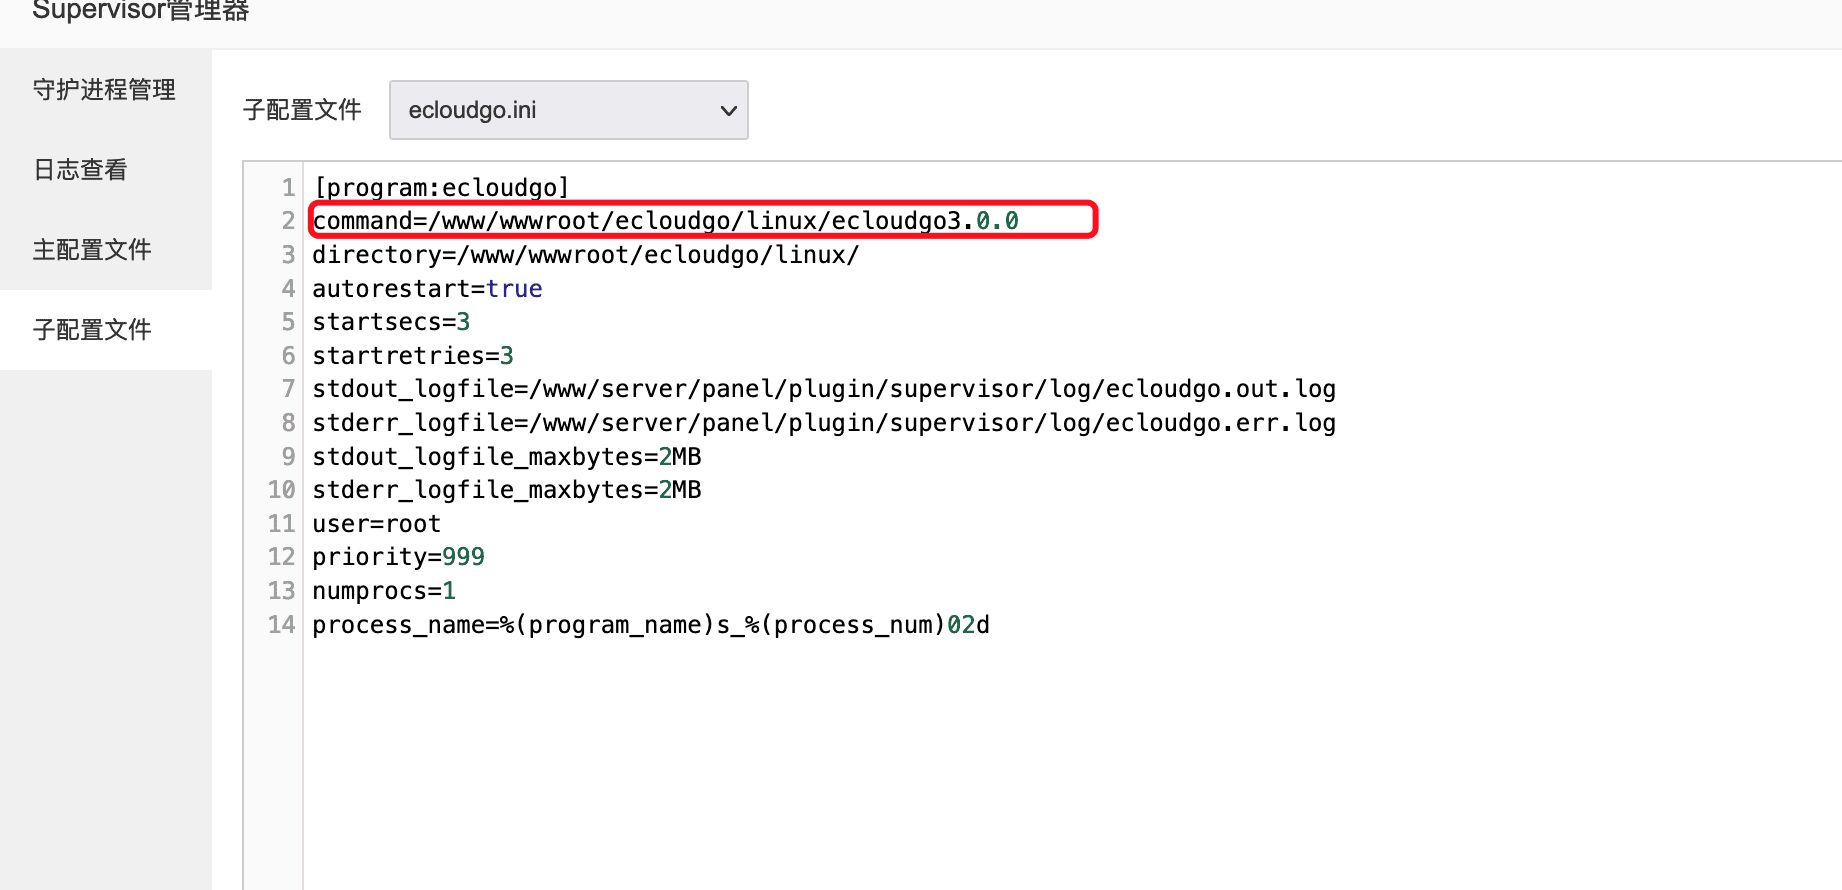 Supervisor管理器
守护进程管理
日志查看
主配置文件
子配置文件
子配置文件 ecloudgo.ini
1 [program:ecloudgo]
2 command=/www/wwwroot/ecloudgo/linux/ecloudgo3.0.0
3 directory=/www/wwwroot/ecloudgo/linux/
4 autorestart=true
5 startsecs=3
6 startretries=3
7 stdout_logfile=/www/server/panel/plugin/supervisor/log/ecloudgo.out.log
8 stderr_logfile=/www/server/panel/plugin/supervisor/log/ecloudgo.err.log
9 stdout_logfile_maxbytes=2MB
10 stderr_logfile_maxbytes=2MB
11 user=root
12 priority=999
13 numprocs=1
14 process_name=%(program_name)s_%(process_num)02d